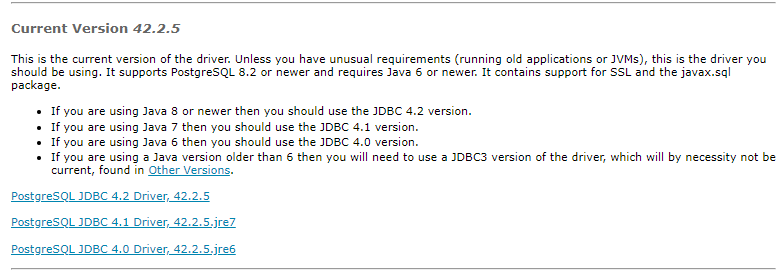 Current Version 42.2.5
This is the current version of the driver. Unless you have unusual requirements (running old applications or JVMs), this is the driver you
should be using. It supports PostgreSQL 8.2 or newer and requires Java 6 or newer. It contains support for SSL and the javax.sql
package.
• If you are using Java 8 or newer then you should use the JDBC 4.2 version.
• If you are using Java 7 then you should use the JDBC 4.1 version.
• If you are using Java 6 then you should use the JDBC 4.0 version.
• If you are using a Java version older than 6 then you will need to use a JDBC3 version of the driver, which will by necessity not be
current, found in Other Versions.
PostgreSQL JDBC 4.2 Driver, 42.2.5
PostgreSQL JDBC 4.1 Driver, 42.2.5.jre7
PostgreSQL JDBC 4.0 Driver, 42.2.5.jre6